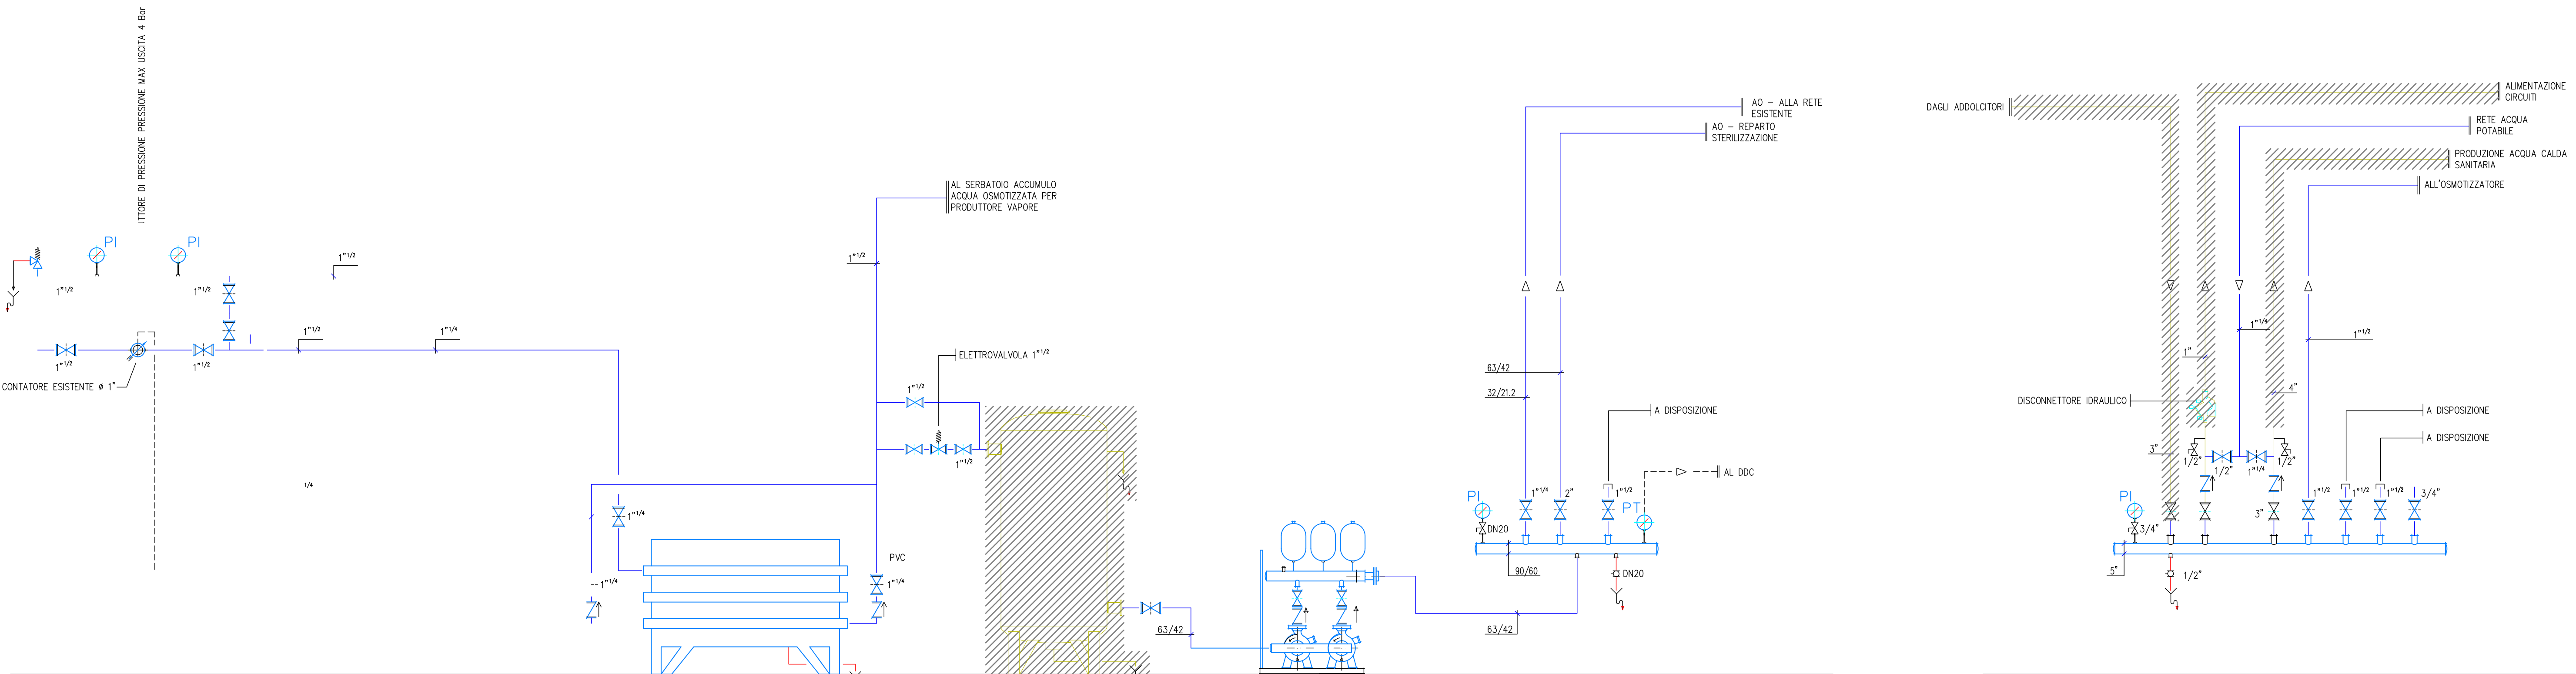 ITTORE DI PRESSIONE PRESSION MAX USCITA 4 Bar
PI
PI
1"1/2
1"1/2
1"1/2
1"1/2
1"1/4
1"1/2
1"1/2
CONTATORE ESISTENTE ø 1"
1/4
AL SERBATOIO ACCUMULO
ACQUA OSMOTIZZATA PER
PRODUTTORE VAPORE
1"1/2
ELETTROVALVOLA 1"1/2
1"1/2
1"1/2
1"1/4
PVC
1"1/4
1"1/4
63/42
AO - ALLA RETE
ESISTENTE
AO - REPARTO
STERILIZZAZIONE
63/42
32/21.2
A DISPOSIZIONE
AL DDC
PI
1"1/4
2"
1"1/2
PT
DN20
90/60
DN20
63/42
DAGLI ADDOLCITORI
ALIMENTAZIONE
CIRCUITI
RETE ACQUA
POTABILE
PRODUZIONE ACQUA CALDA
SANITARIA
ALL'OSMOTIZZATORE
1"1/4
1"1/2
1"
4"
DISCONNETTORE IDRAULICO
A DISPOSIZIONE
A DISPOSIZIONE
3"
1/2"
1/2"
1"1/4
1/2"
PI
3/4"
3"
1"1/2
1"1/2
1"1/2
3/4"
5"
1/2"